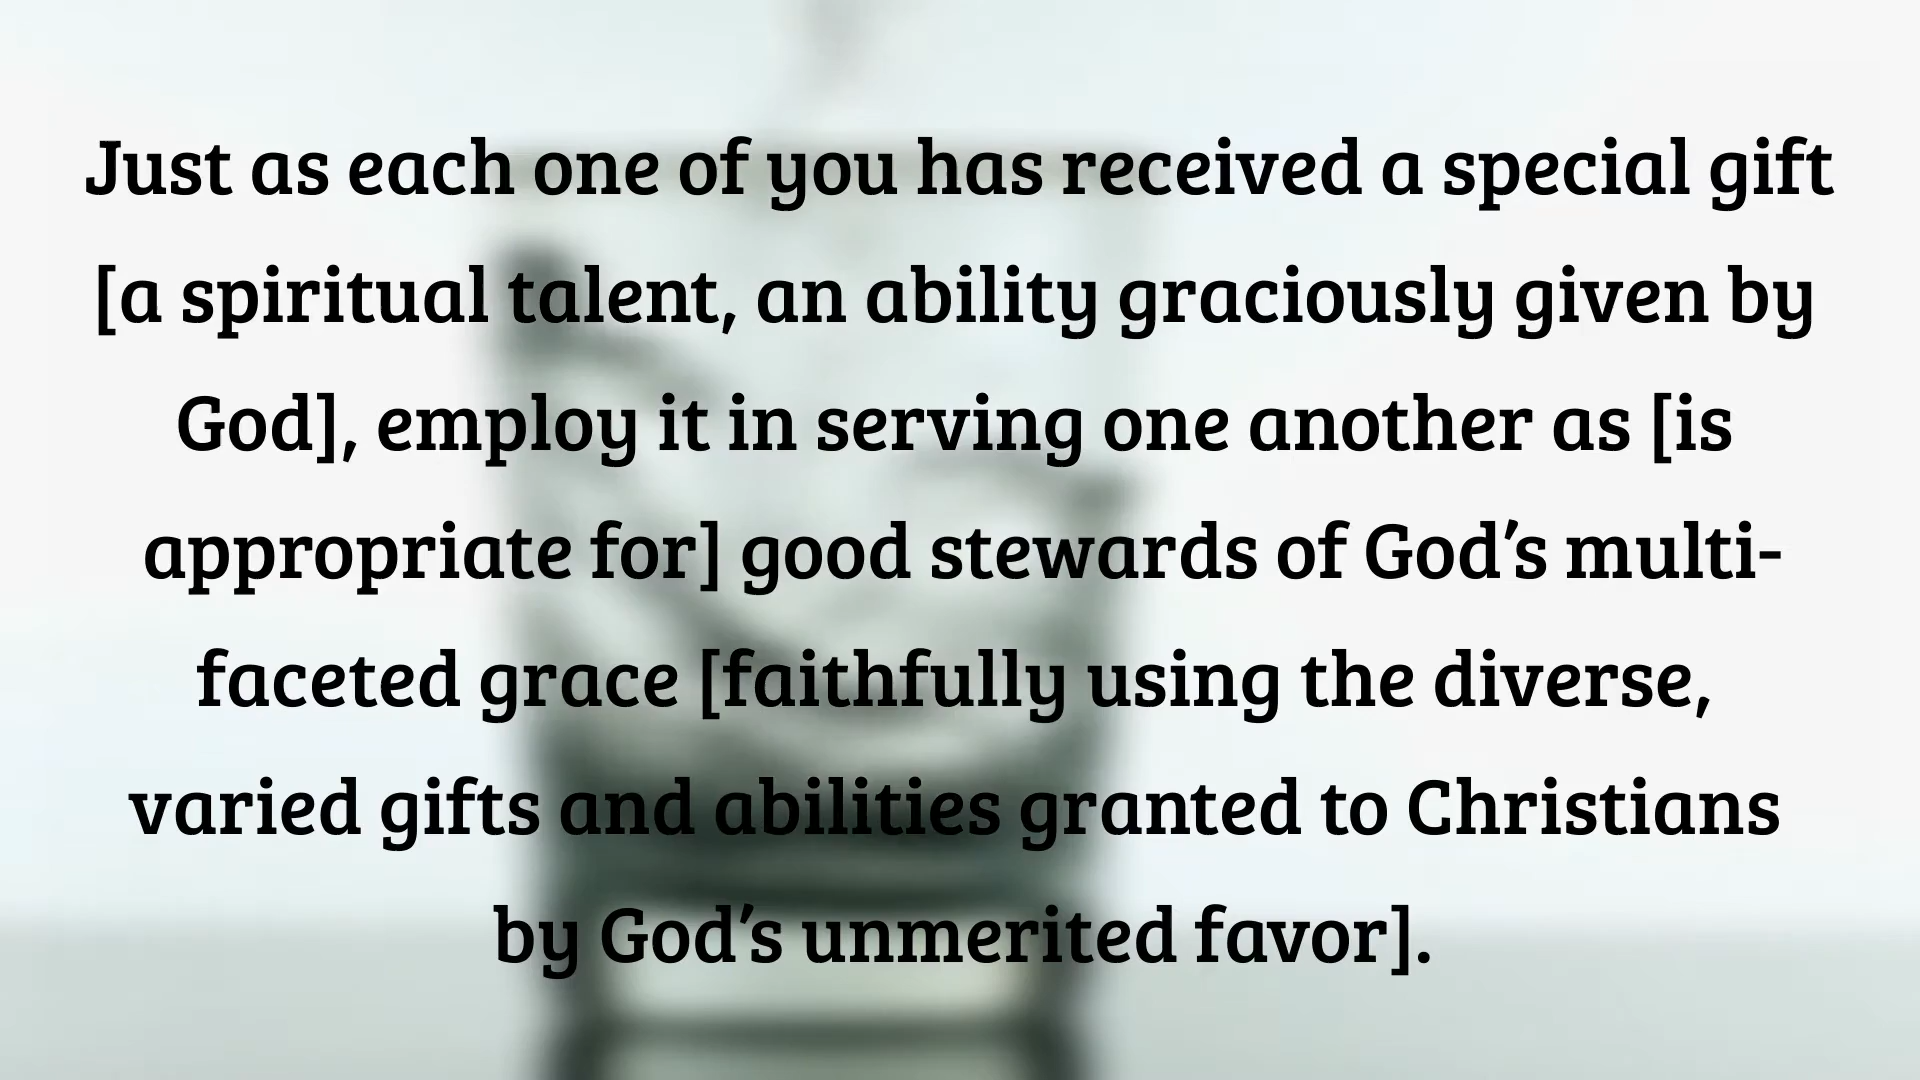 Just as each one of you has received a special gift
[a spiritual talent, an ability graciously given by
God], employ it in serving one another as [is
appropriate for] good stewards of God’s multi-
faceted grace [faithfully using the diverse,
varied gifts and abilities granted to Christians
by God’s unmerited favor].